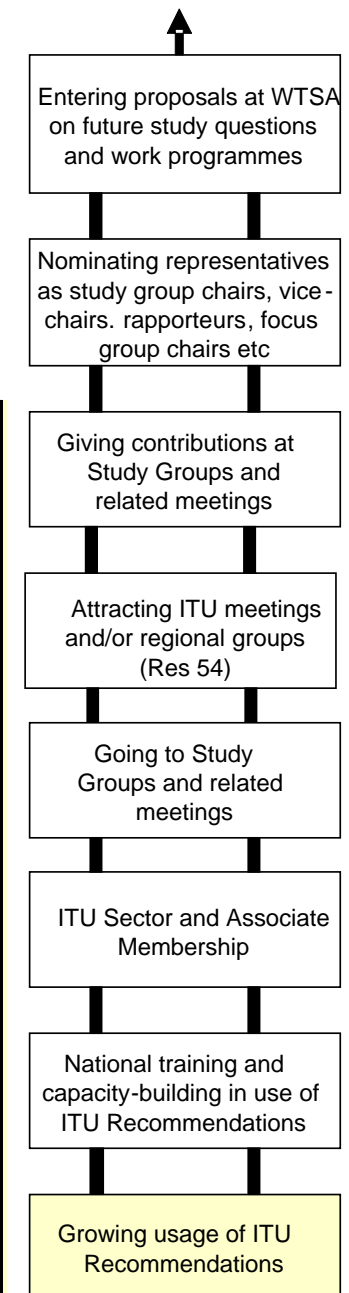 Entering proposals at WTSA
on future study questions
and work programmes
Nominating representatives
as study group chairs, vice-
chairs. rapporteurs, focus
group chairs etc
Giving contributions at
Study Groups and
related meetings
Attracting ITU meetings
and/or regional groups
(Res 54)
Going to Study
Groups and related
meetings
ITU Sector and Associate
Membership
National training and
capacity-building in use of
ITU Recommendations
Growing usage of ITU
Recommendations